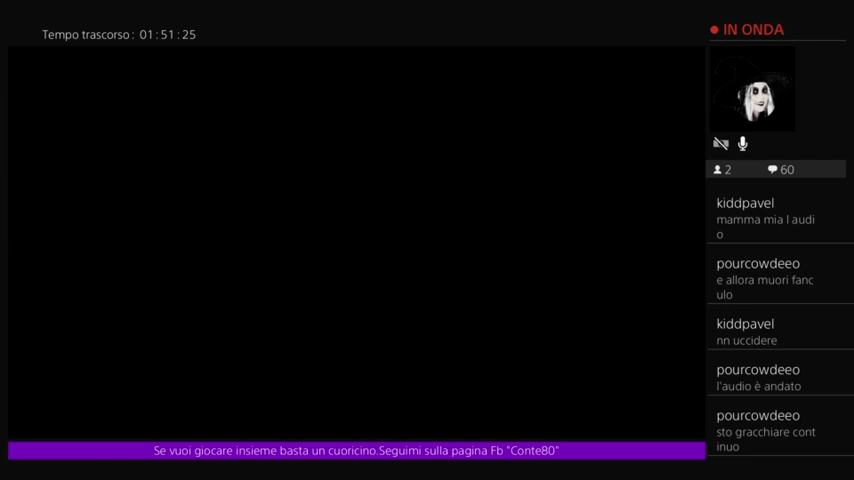 Tempo trascorso: 01:51:25
IN ONDA
2 60
kiddpavel
mamma mia l audi
o
pourcowdeeo
e allora muori fanc
ulo
kiddpavel
nn uccidere
pourcowdeeo
l'audio è andato
pourcowdeeo
sto gracchiare cont
inuo
Se vuoi giocare insieme basta un cuoricino.Seguimi sulla pagina Fb "Conte80"